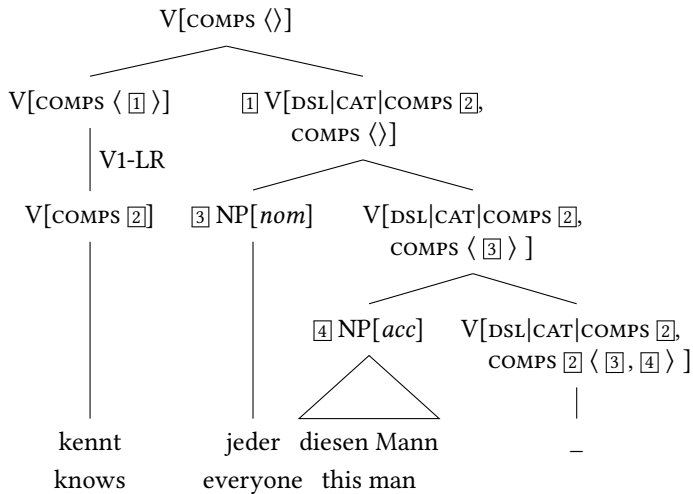 V[COMPS ⟨⟩]
V[COMPS ⟨ 1 ⟩] 1 V[DSL|CAT|COMPS 2,
COMPS ⟨⟩]
V1-LR
V[COMPS 2] 3 NP[nom] V[DSL|CAT|COMPS 2,
COMPS ⟨ 3 ⟩ ]
4 NP[acc] V[DSL|CAT|COMPS 2,
COMPS 2 ⟨ 3 , 4 ⟩ ]
kennt jeder diesen Mann _
knows everyone this man